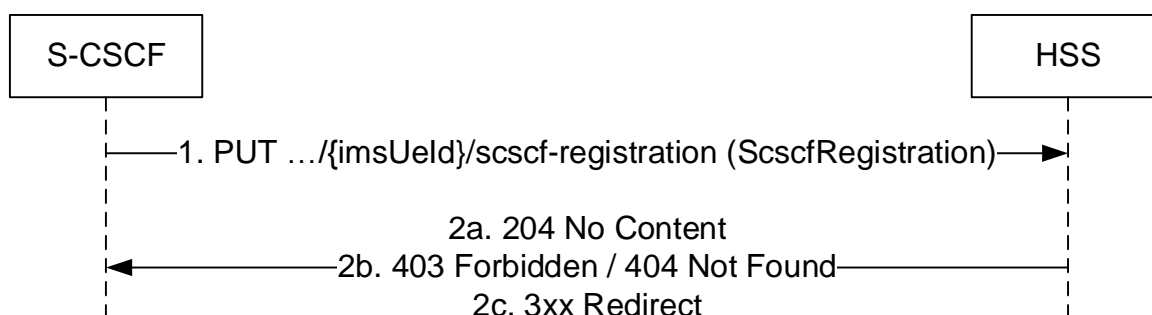 S-CSCF
HSS
1. PUT …/{imsUeId}/scscf-registration (ScscfRegistration)
2a. 204 No Content
2b. 403 Forbidden / 404 Not Found
2c. 3xx Redirect